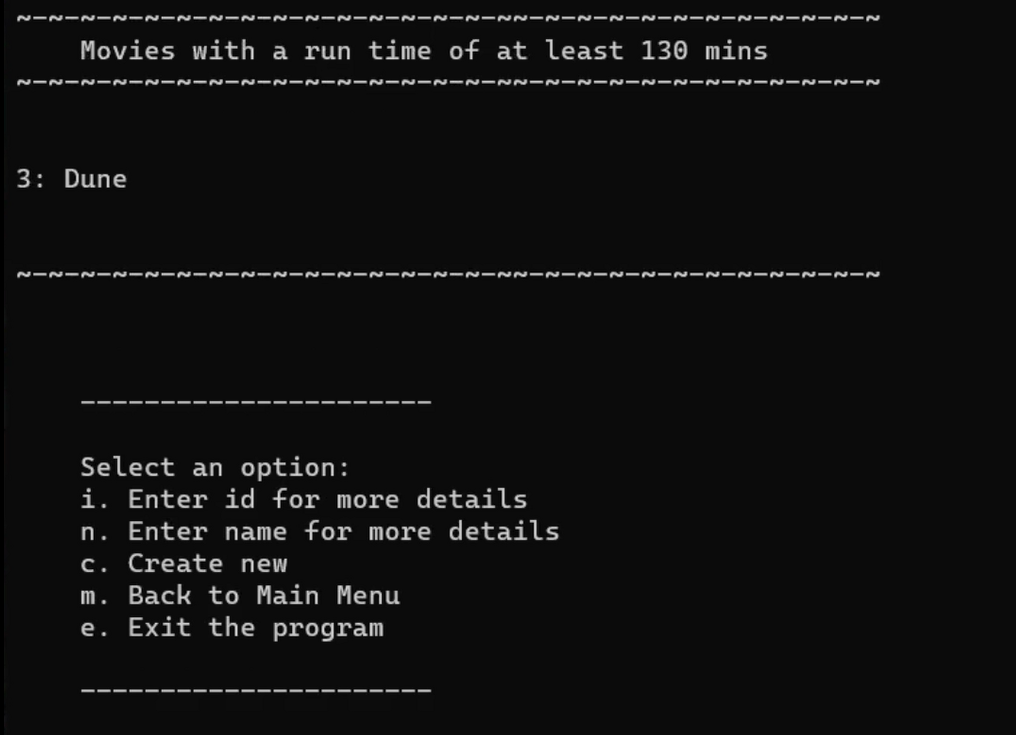 ~—~—~—~—~—~—~—~—~—~—~—~—~—~—~—~~—~—~—~—~—~—~—~—~—~—~—~
Movies with a run time of at least 130 mins
~—~—~—~—~—~—~—~—~—~—~—~—~—~—~—~~—~—~—~—~—~—~—~—~—~—~—~
3: Dune
~—~—~—~—~—~—~—~—~—~—~—~—~—~—~—~~—~—~—~—~—~—~—~—~—~—~—~
----------------------
Select an option:
i. Enter id for more details
n. Enter name for more details
c. Create new
m. Back to Main Menu
e. Exit the program
----------------------